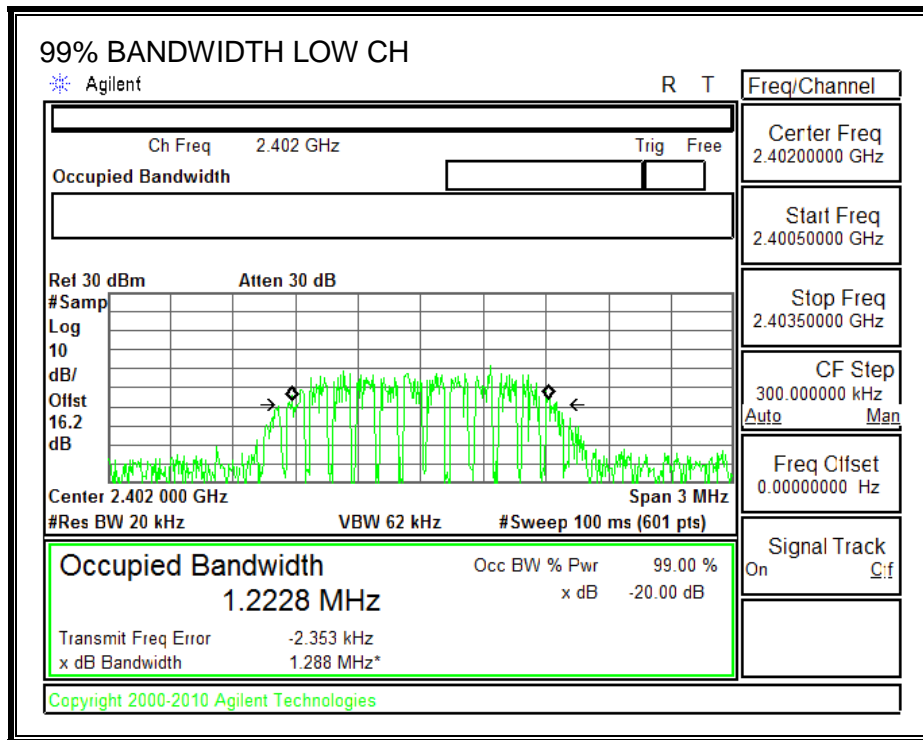 99% BANDWIDTH LOW CH
Agilent R T
Ch Freq 2.402 GHz Trig Free
Occupied Bandwidth
Ref 30 dBm Atten 30 dB
#Samp
Log
10
dB/
Offst
16.2
dB
Center 2.402 000 GHz Span 3 MHz
#Res BW 20 kHz VBW 62 kHz #Sweep 100 ms (601 pts)
Occupied Bandwidth
1.2228 MHz
Occ BW % Pwr 99.00 %
x dB -20.00 dB
Transmit Freq Error -2.353 kHz
x dB Bandwidth 1.288 MHz*
Copyright 2000-2010 Agilent Technologies
Freq/Channel
Center Freq
2.40200000 GHz
Start Freq
2.40050000 GHz
Stop Freq
2.40350000 GHz
CF Step
300.000000 kHz
Auto Man
Freq Offset
0.00000000 Hz
Signal Track
On Off